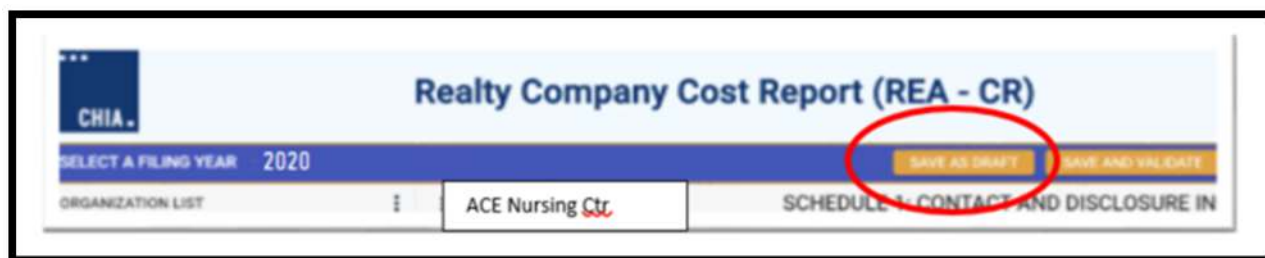 Realty Company Cost Report (REA - CR)
CHIA.
SELECT A FILING YEAR 2020 SAVE AS DRAFT SAVE AND VALIDATE
ORGANIZATION LIST ACE Nursing Ctr. SCHEDULE 1: CONTACT AND DISCLOSURE IN